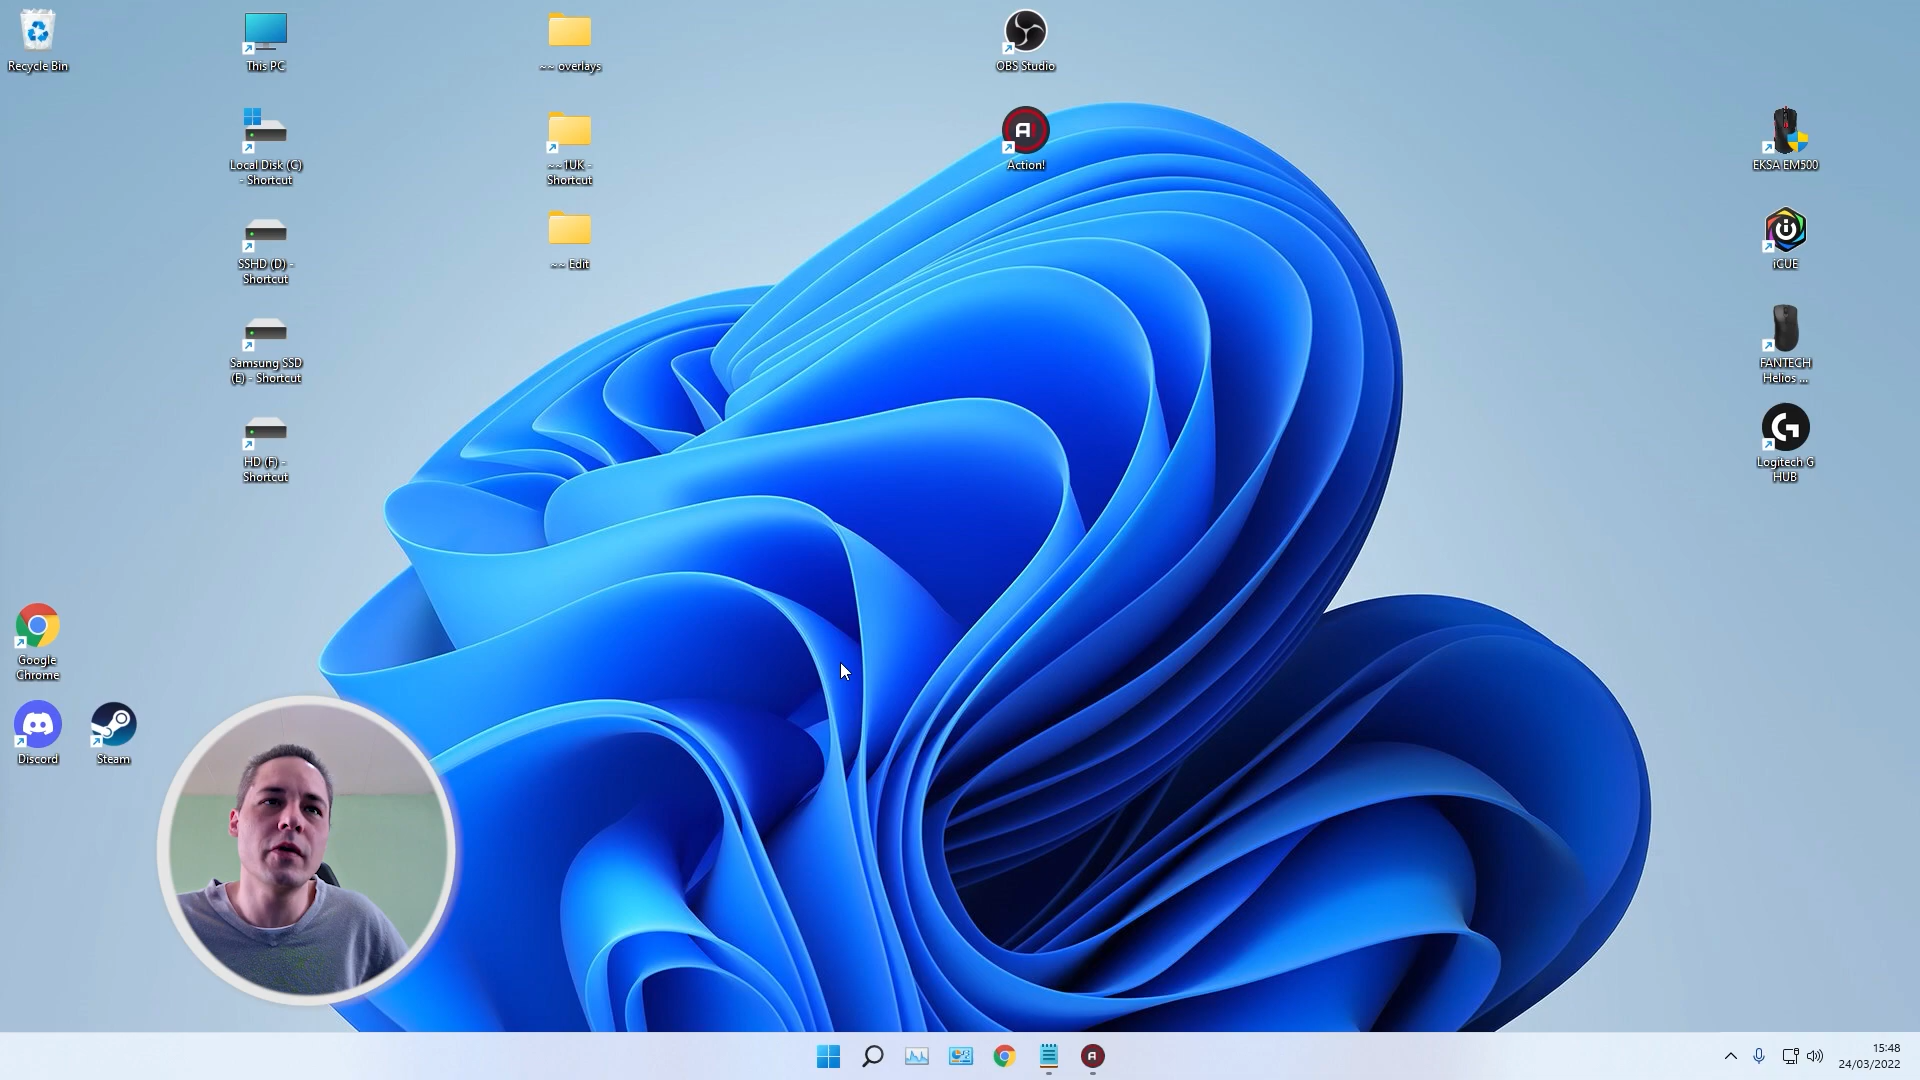 Recycle Bin
This PC
~~ overlays
OBS Studio
Local Disk (C)
- Shortcut
~~1UK -
Shortcut
Action!
EKSA EM500
SSHD (D) -
Shortcut
~~ Edit
iCUE
Samsung SSD
(E) - Shortcut
FANTECH
Helios ...
HD (F) -
Shortcut
Logitech G
HUB
Google
Chrome
Discord
Steam
15:48
24/03/2022